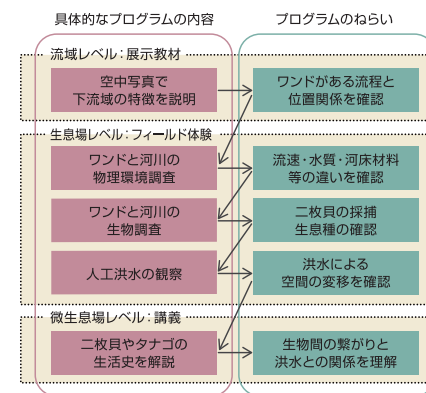 具体的なプログラムの内容
プログラムのねらい
流域レベル：展示教材
空中写真で
下流域の特徴を説明
ワンドがある流程と
位置関係を確認
生息場レベル：フィールド体験
ワンドと河川の
物理環境調査
流速・水質・河床材料
等の違いを確認
ワンドと河川の
生物調査
二枚貝の採捕
生息種の確認
人工洪水の観察
洪水による
空間の変移を確認
微生息場レベル：講義
二枚貝やタナゴの
生活史を解説
生物間の繋がりと
洪水との関係を理解